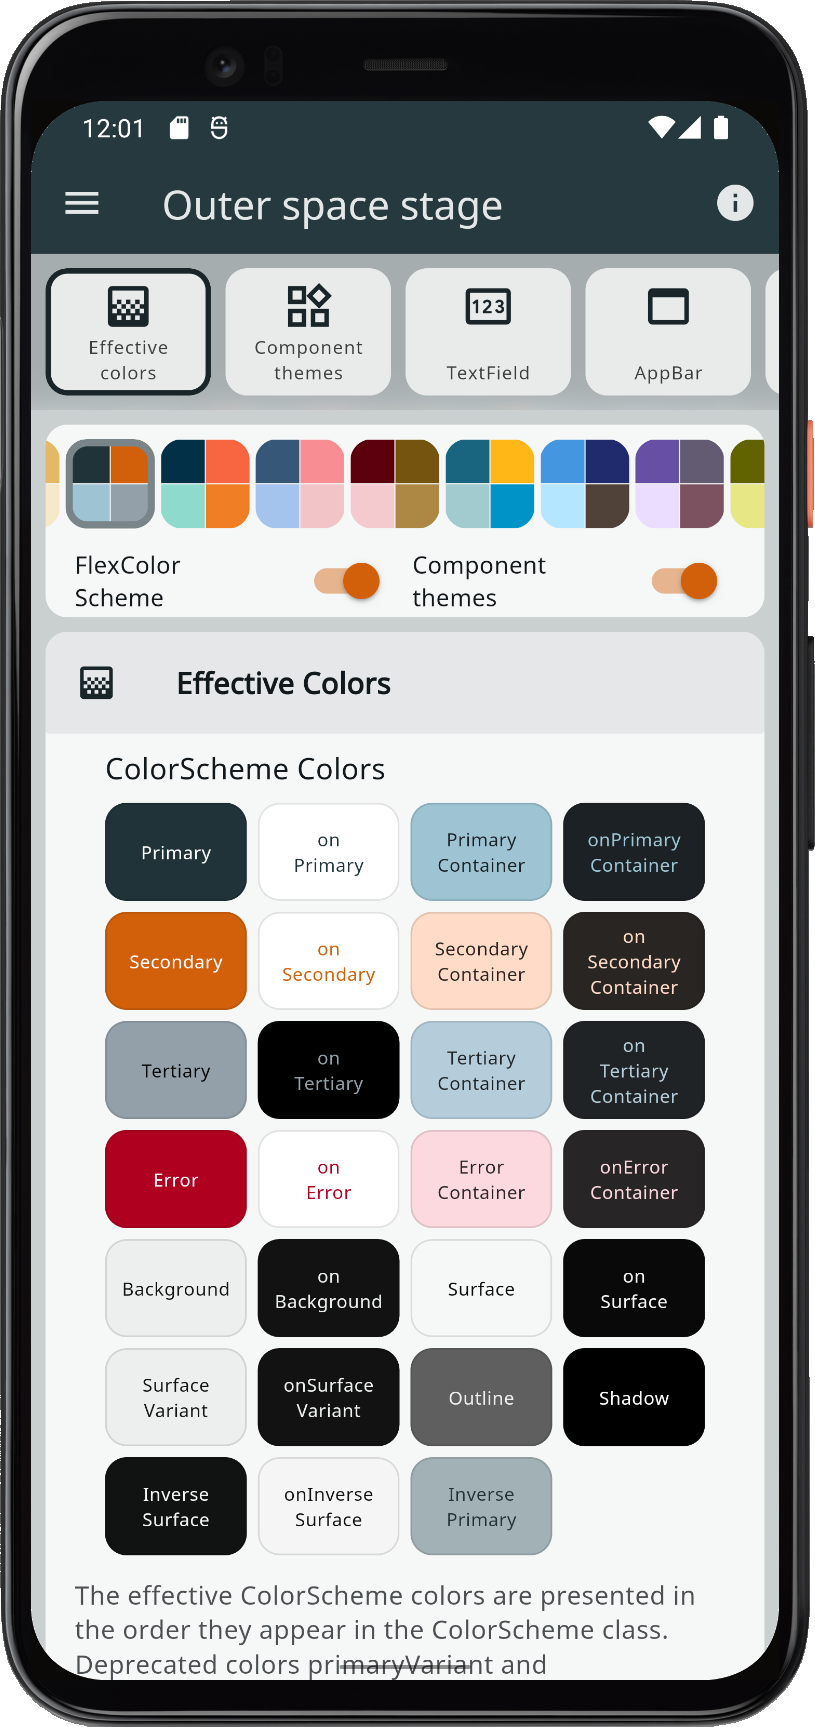 12:01
Outer space stage
Effective
colors
Component
themes
123
TextField
AppBar
FlexColor
Scheme
Component
themes
Effective Colors
ColorScheme Colors
Primary
on
Primary
Primary
Container
onPrimary
Container
Secondary
on
Secondary
Secondary
Container
on
Secondary
Container
Tertiary
on
Tertiary
Tertiary
Container
on
Tertiary
Container
Error
on
Error
Error
Container
onError
Container
Background
on
Background
Surface
on
Surface
Surface
Variant
onSurface
Variant
Outline
Shadow
Inverse
Surface
onInverse
Surface
Inverse
Primary
The effective ColorScheme colors are presented in
the order they appear in the ColorScheme class.
Deprecated colors primaryVariant and